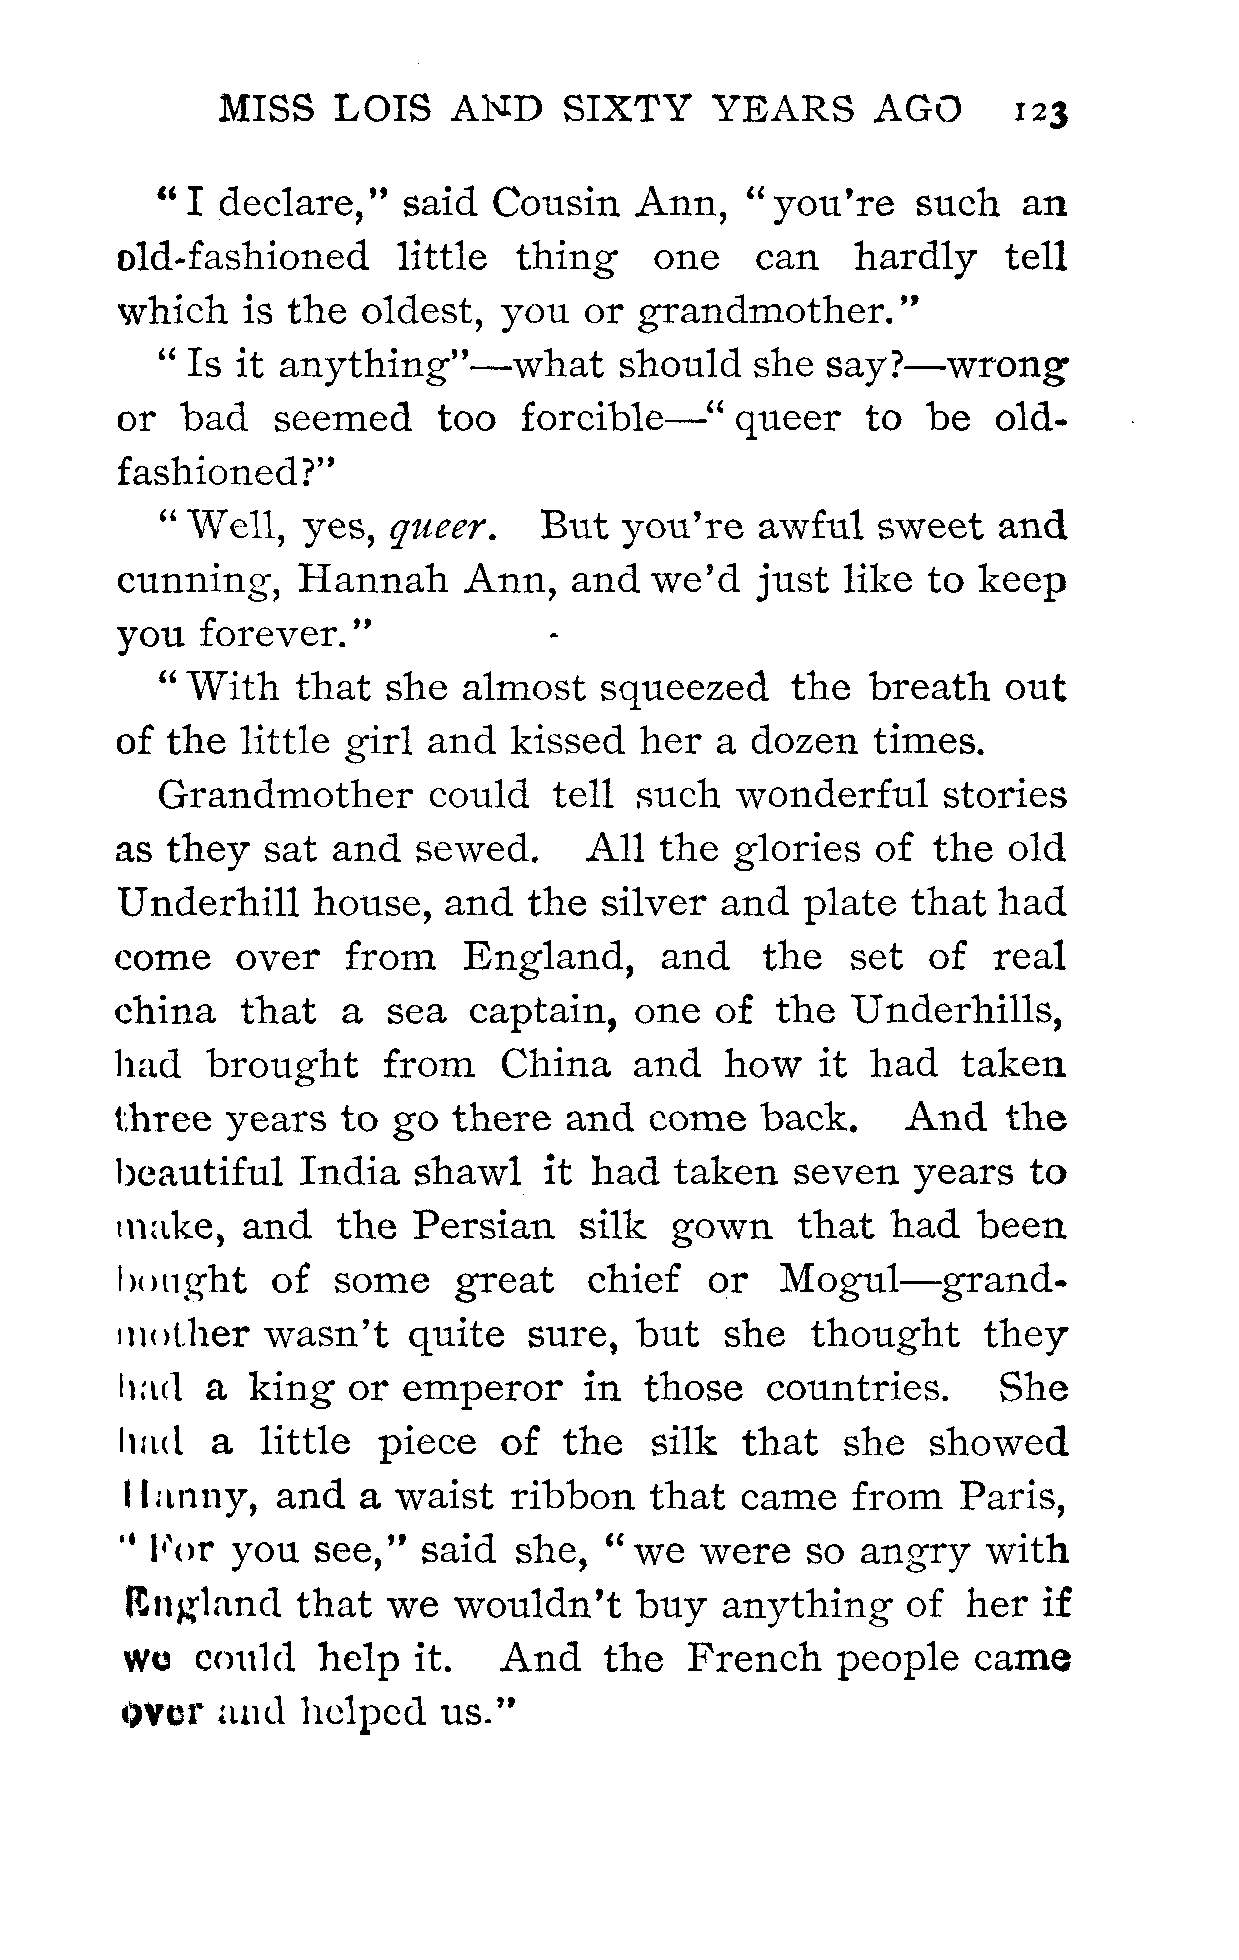 MISS LOIS AND SIXTY YEARS AGO 123
"I declare," said Cousin Ann, "you're such an
old-fashioned little thing one can hardly tell
which is the oldest, you or grandmother."
"Is it anything"—what should she say?—wrong
or bad seemed too forcible—"queer to be old-
fashioned?"
"Well, yes, queer. But you're awful sweet and
cunning, Hannah Ann, and we'd just like to keep
you forever."
"With that she almost squeezed the breath out
of the little girl and kissed her a dozen times.
Grandmother could tell such wonderful stories
as they sat and sewed. All the glories of the old
Underhill house, and the silver and plate that had
come over from England, and the set of real
china that a sea captain, one of the Underhills,
had brought from China and how it had taken
three years to go there and come back. And the
beautiful India shawl it had taken seven years to
make, and the Persian silk gown that had been
bought of some great chief or Mogul—grand-
mother wasn't quite sure, but she thought they
had a king or emperor in those countries. She
had a little piece of the silk that she showed
Hanny, and a waist ribbon that came from Paris,
"For you see," said she, "we were so angry with
England that we wouldn't buy anything of her if
we could help it. And the French people came
over and helped us."